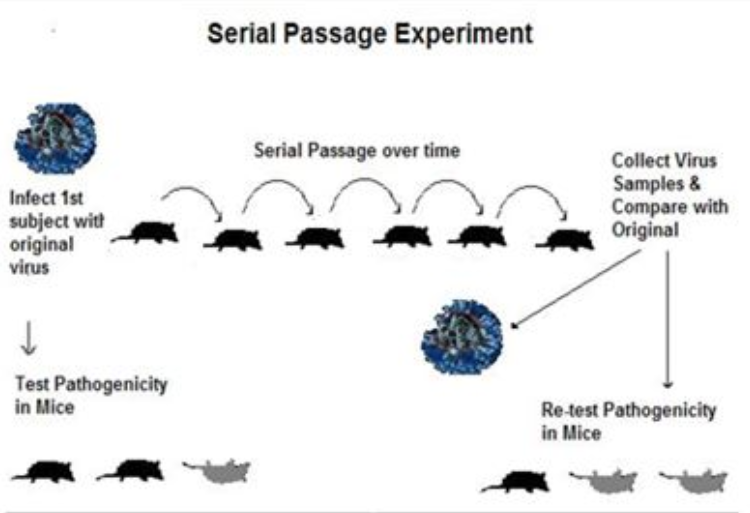 Serial Passage Experiment
Serial Passage over time
Infect 1st
subject with
original
virus
Collect Virus
Samples &
Compare with
Original
Test Pathogenicity
in Mice
Re-test Pathogenicity
in Mice